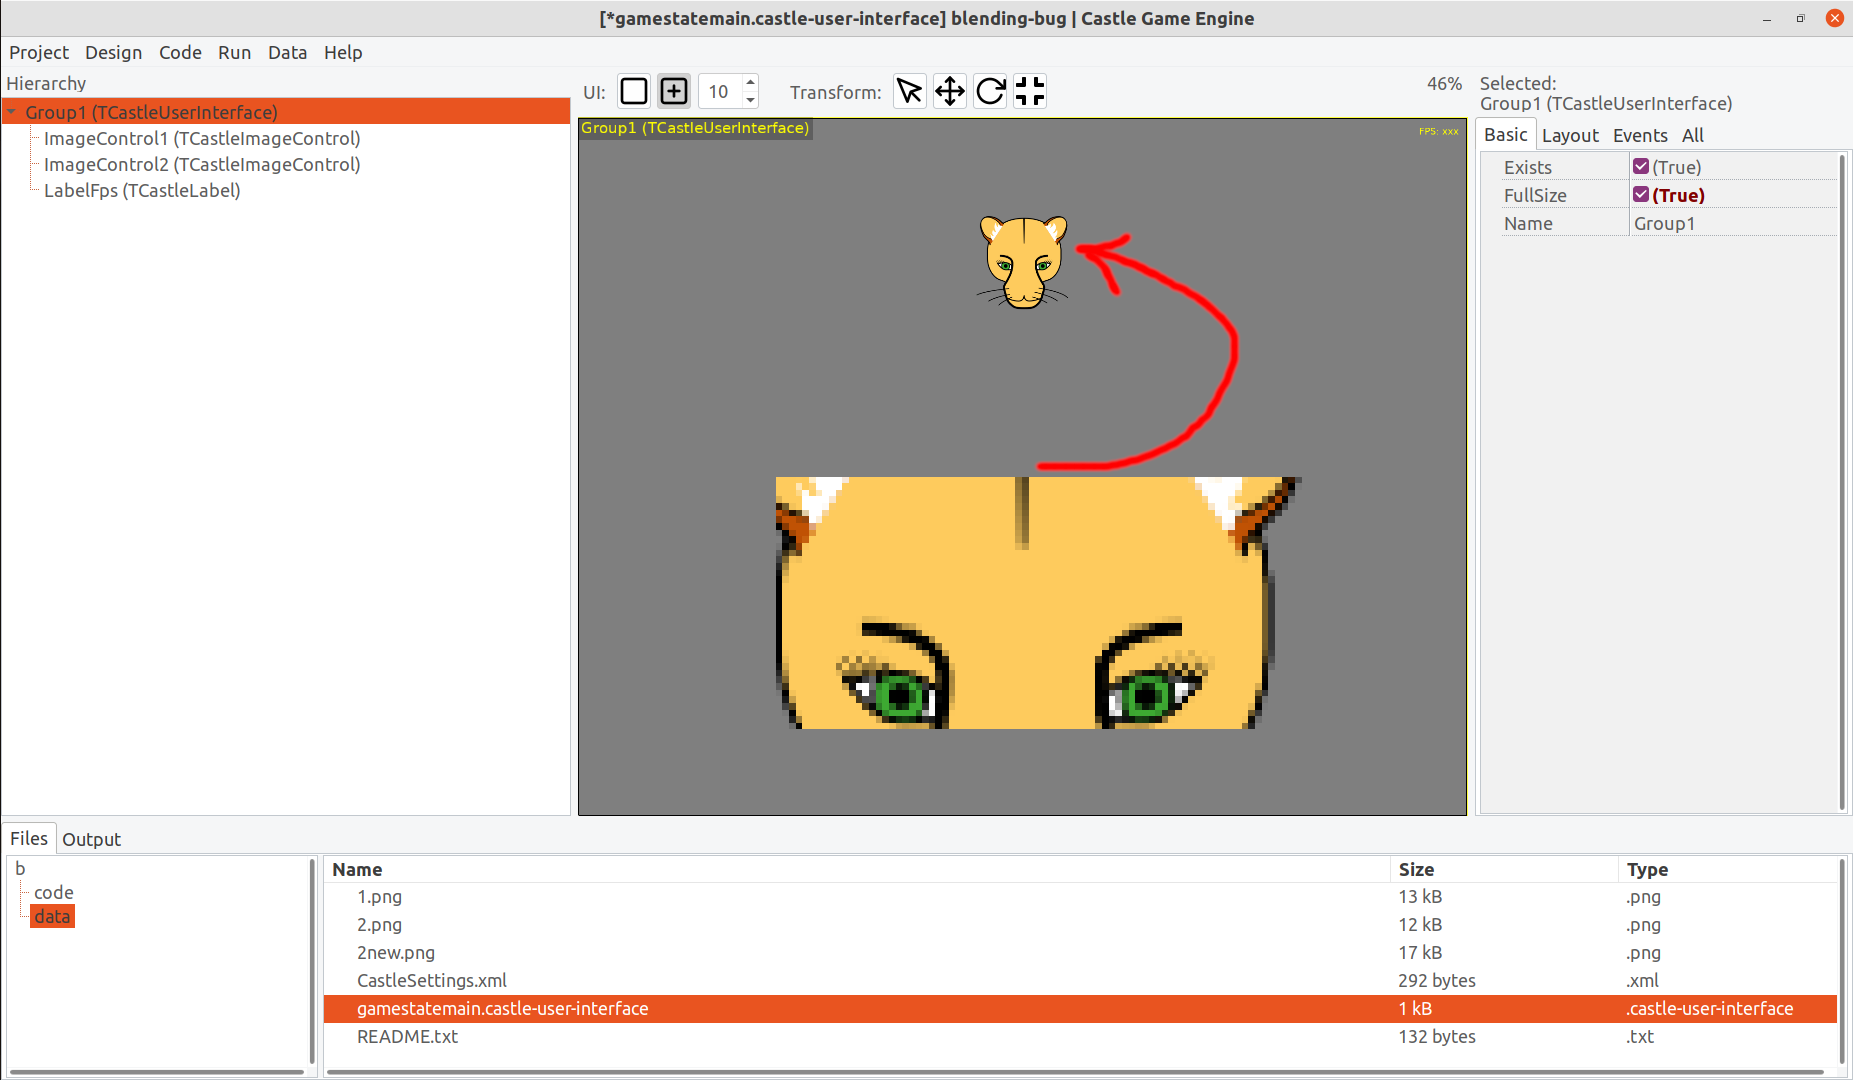 [*gamestatemain.castle-user-interface] blending-bug | Castle Game Engine
Project Design Code Run Data Help
Hierarchy
Group1 (TCastleUserInterface)
ImageControl1 (TCastleImageControl)
ImageControl2 (TCastleImageControl)
LabelFps (TCastleLabel)
UI: 10 Transform: 46%
Group1 (TCastleUserInterface)
FPS: xxx
Selected:
Group1 (TCastleUserInterface)
Basic Layout Events All
Exists (True)
FullSize (True)
Name Group1
Files Output
b
code
data
Name Size Type
1.png 13 kB .png
2.png 12 kB .png
2new.png 17 kB .png
CastleSettings.xml 292 bytes .xml
gamestatemain.castle-user-interface 1 kB .castle-user-interface
README.txt 132 bytes .txt